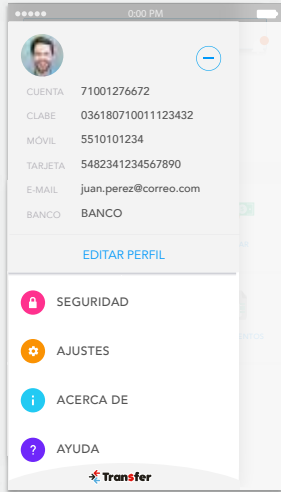 0:00 PM
CUENTA 71001276672
CLABE 036180710011123432
MÓVIL 5510101234
TARJETA 5482341234567890
E-MAIL juan.perez@correo.com
BANCO BANCO
EDITAR PERFIL
SEGURIDAD
AJUSTES
ACERCA DE
AYUDA
Transfer